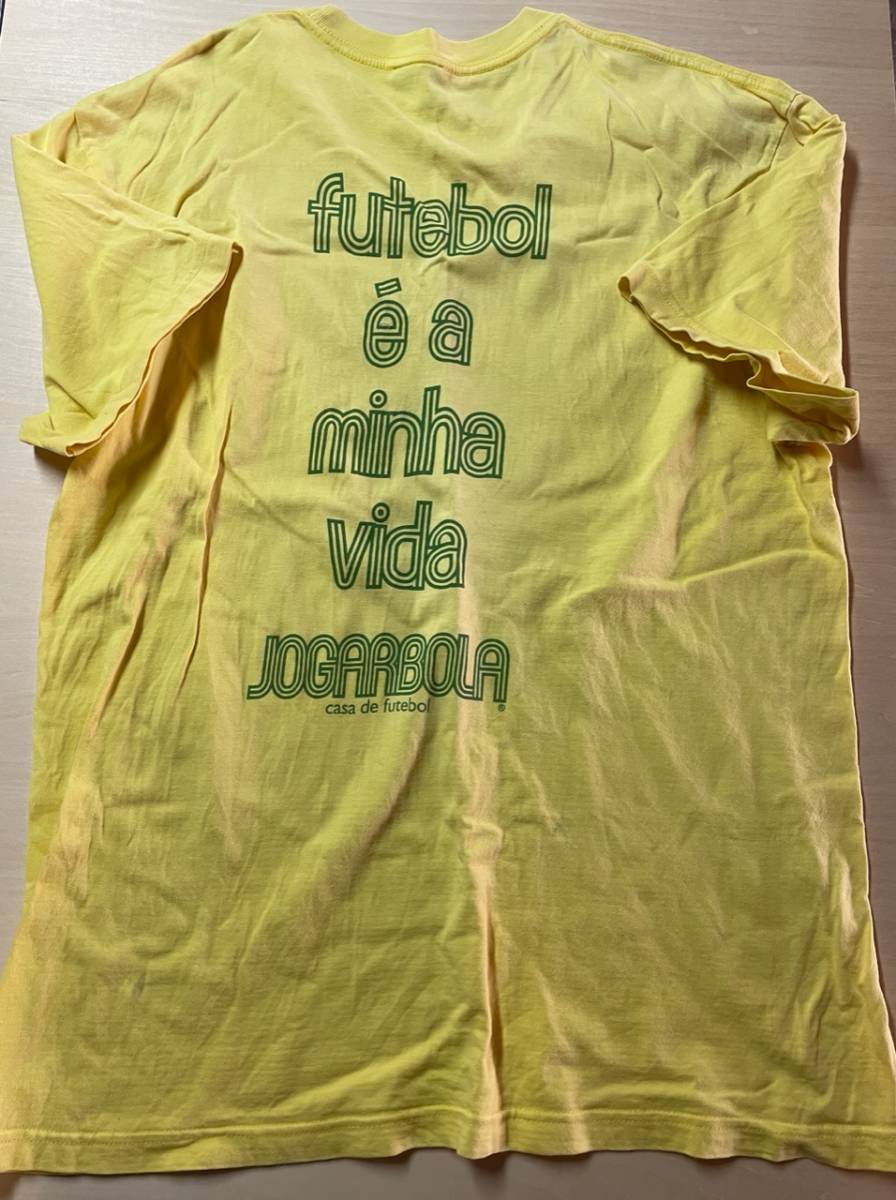 futebol
é a
minha
vida
JOGARBOLA
casa de futebol ®